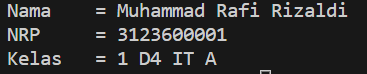 Nama    = Muhammad Rafi Rizaldi
NRP     = 3123600001
Kelas   = 1 D4 IT A